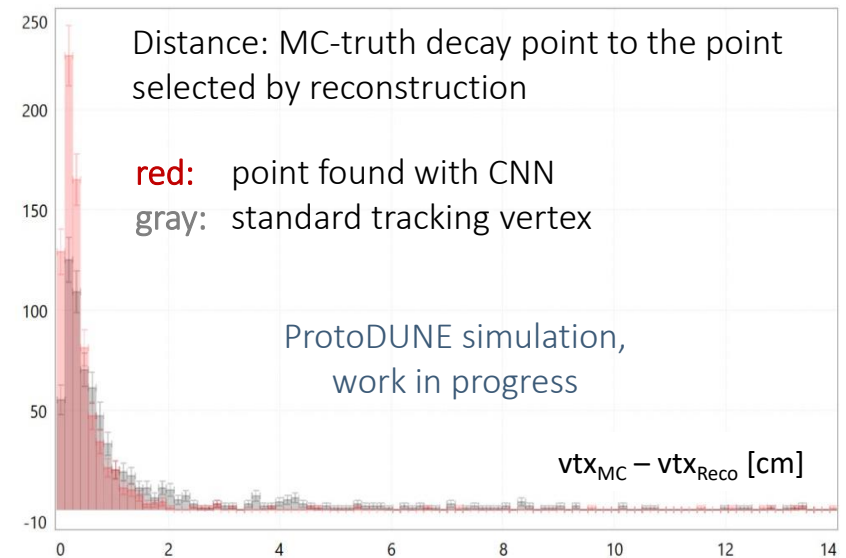 250
Distance: MC-truth decay point to the point
selected by reconstruction
200
red: point found with CNN
150
gray: standard tracking vertex
100
ProtoDUNE simulation,
work in progress
50
vtxMC – vtxReco [cm]
-10
0 2 4 6 8 10 12 14